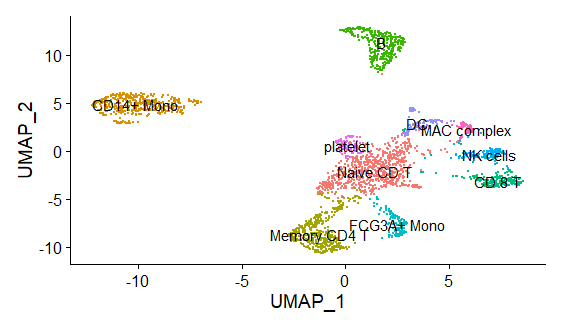 B
10
5
0
-5
-10
UMAP_2
CD14+ Mono
DC
MAC complex
platelet
NK cells
Naive CD T
CD 8 T
FCG3A+ Mono
Memory CD4 T
-10
-5
0
5
UMAP_1